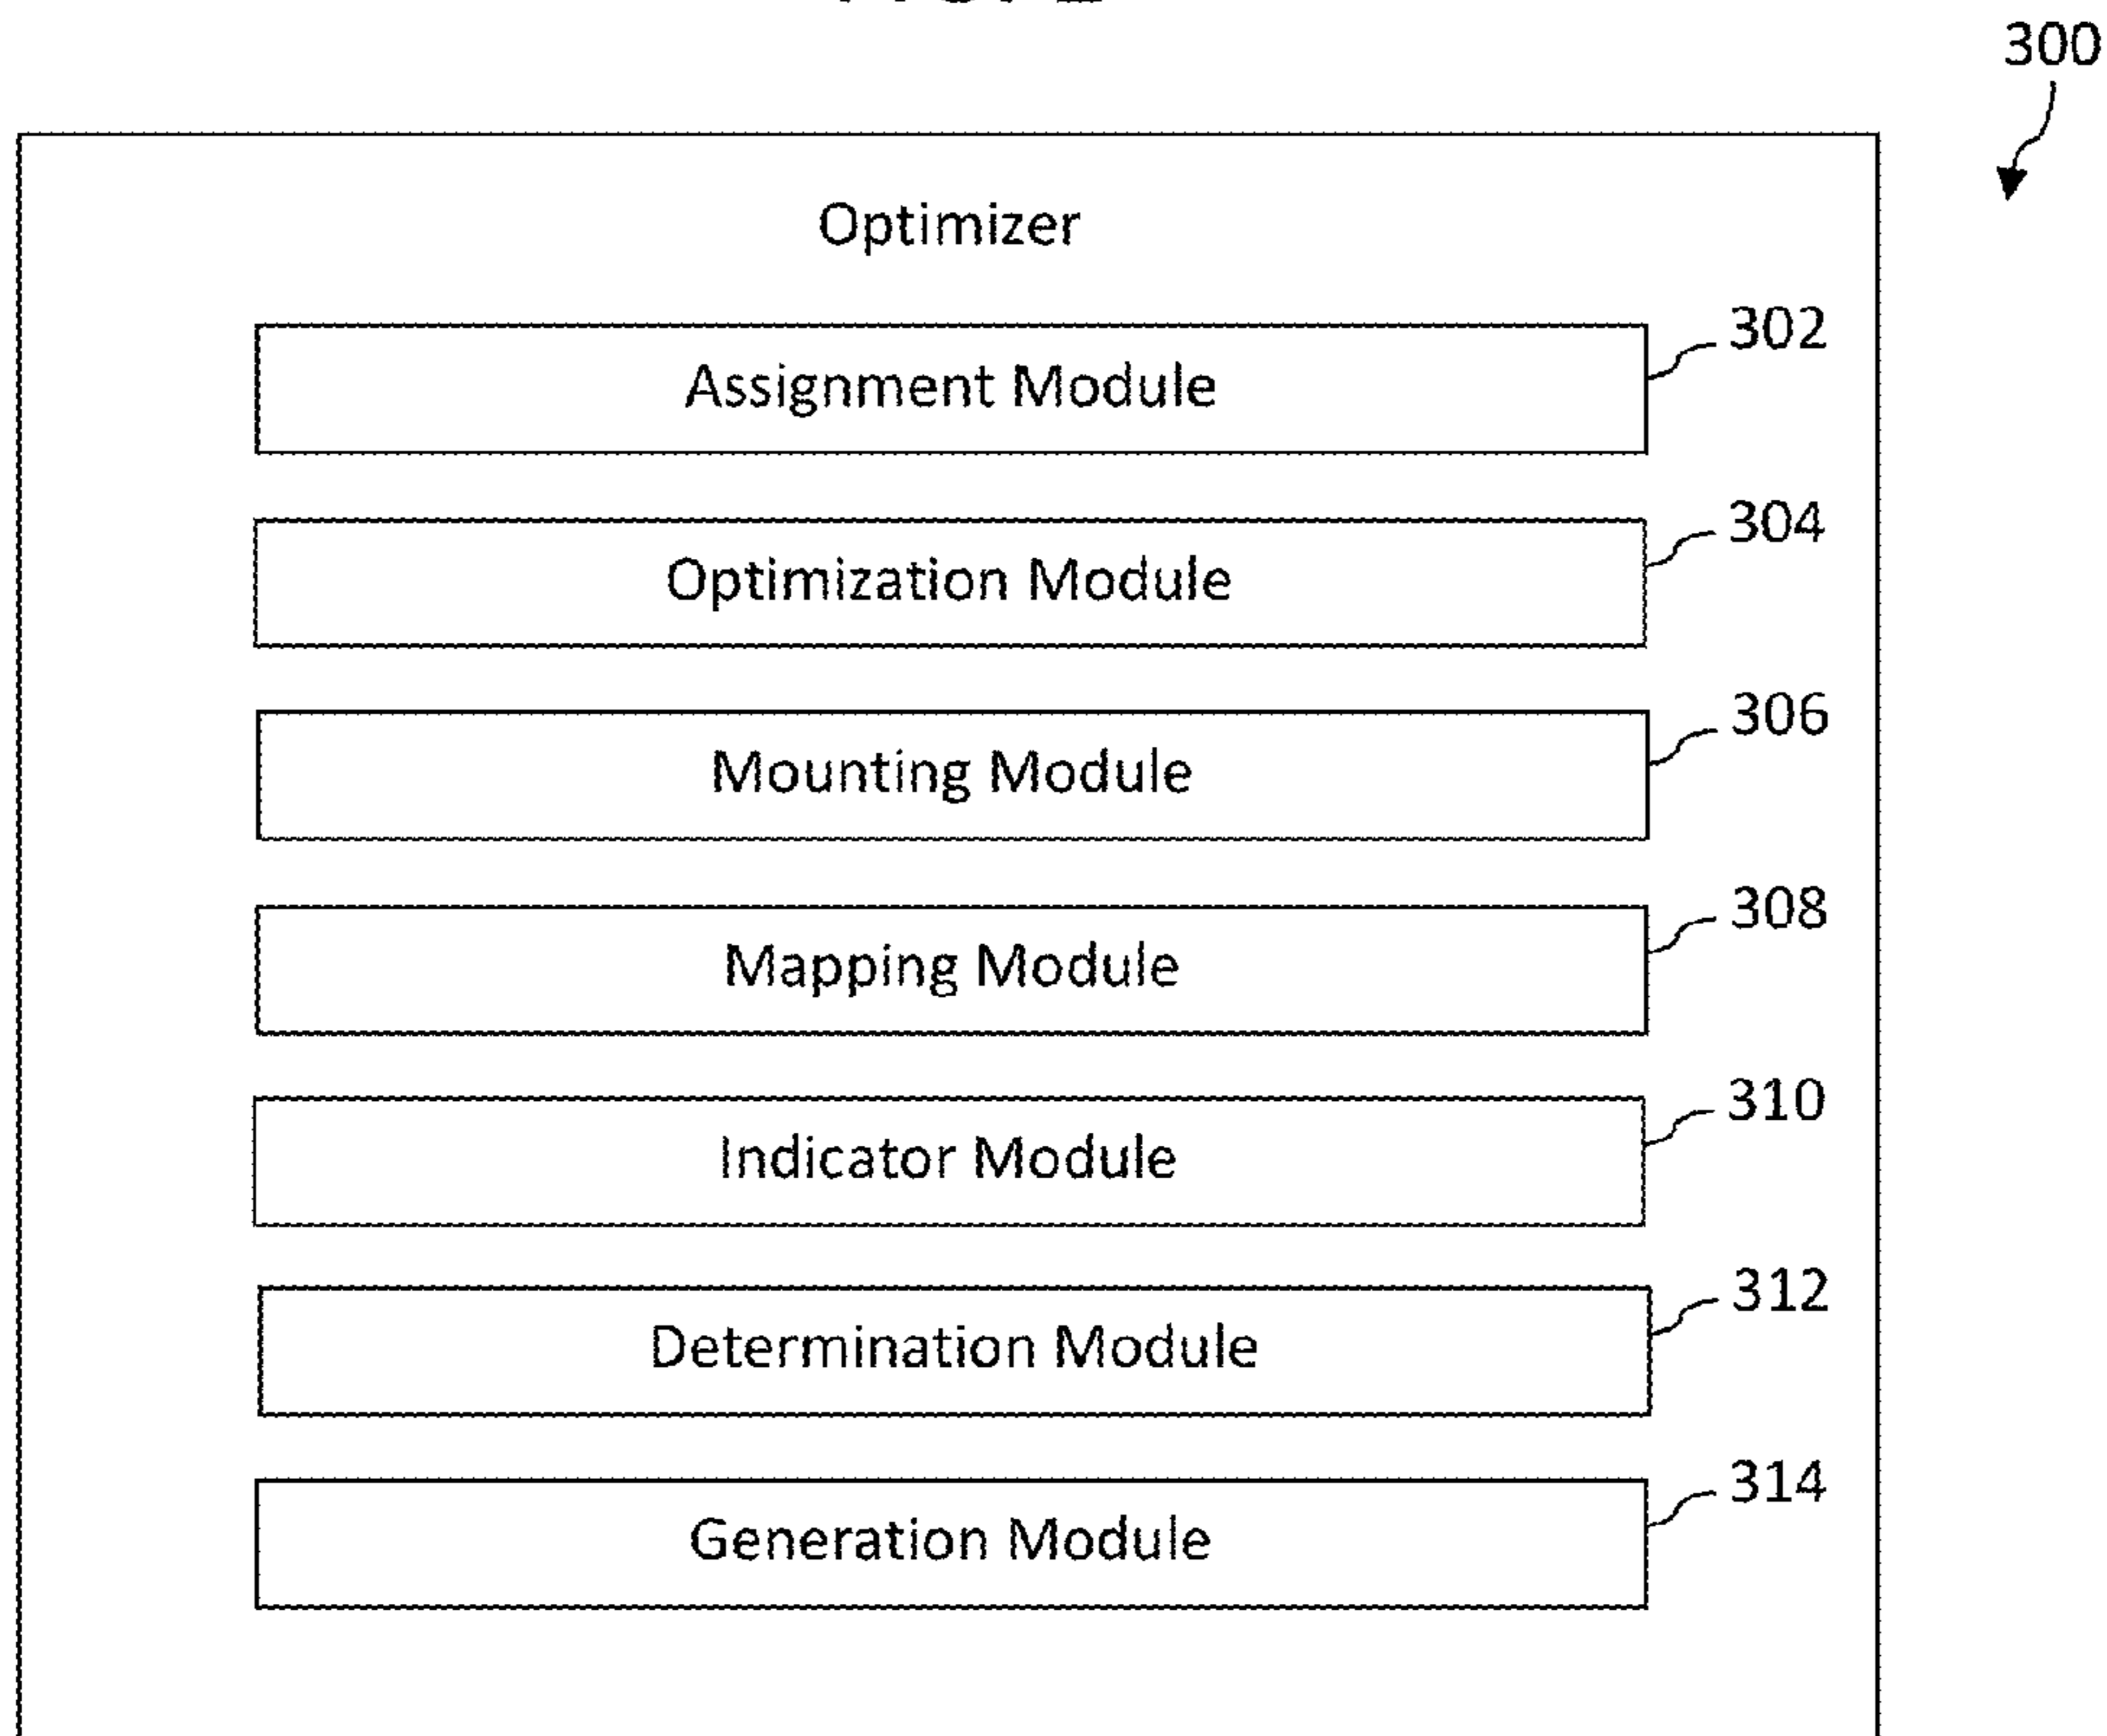 300
Optimizer
302
Assignment Module
304
Optimization Module
306
Mounting Module
308
Mapping Module
310
Indicator Module
312
Determination Module
314
Generation Module